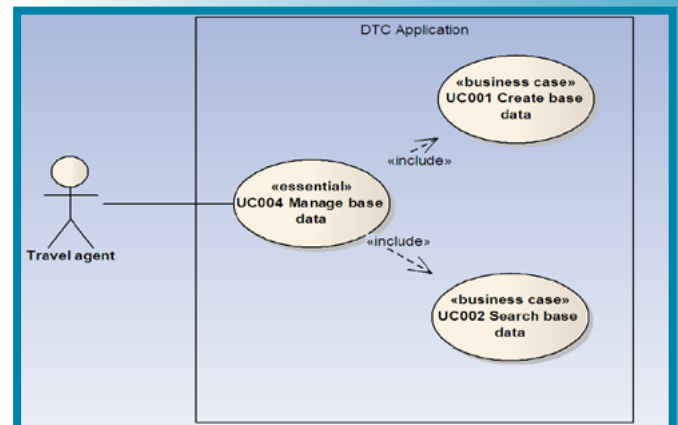 DTC Application
«business case»
UC001 Create base
data
«include»
«essential»
UC004 Manage base
data
Travel agent
«include»
«business case»
UC002 Search base
data